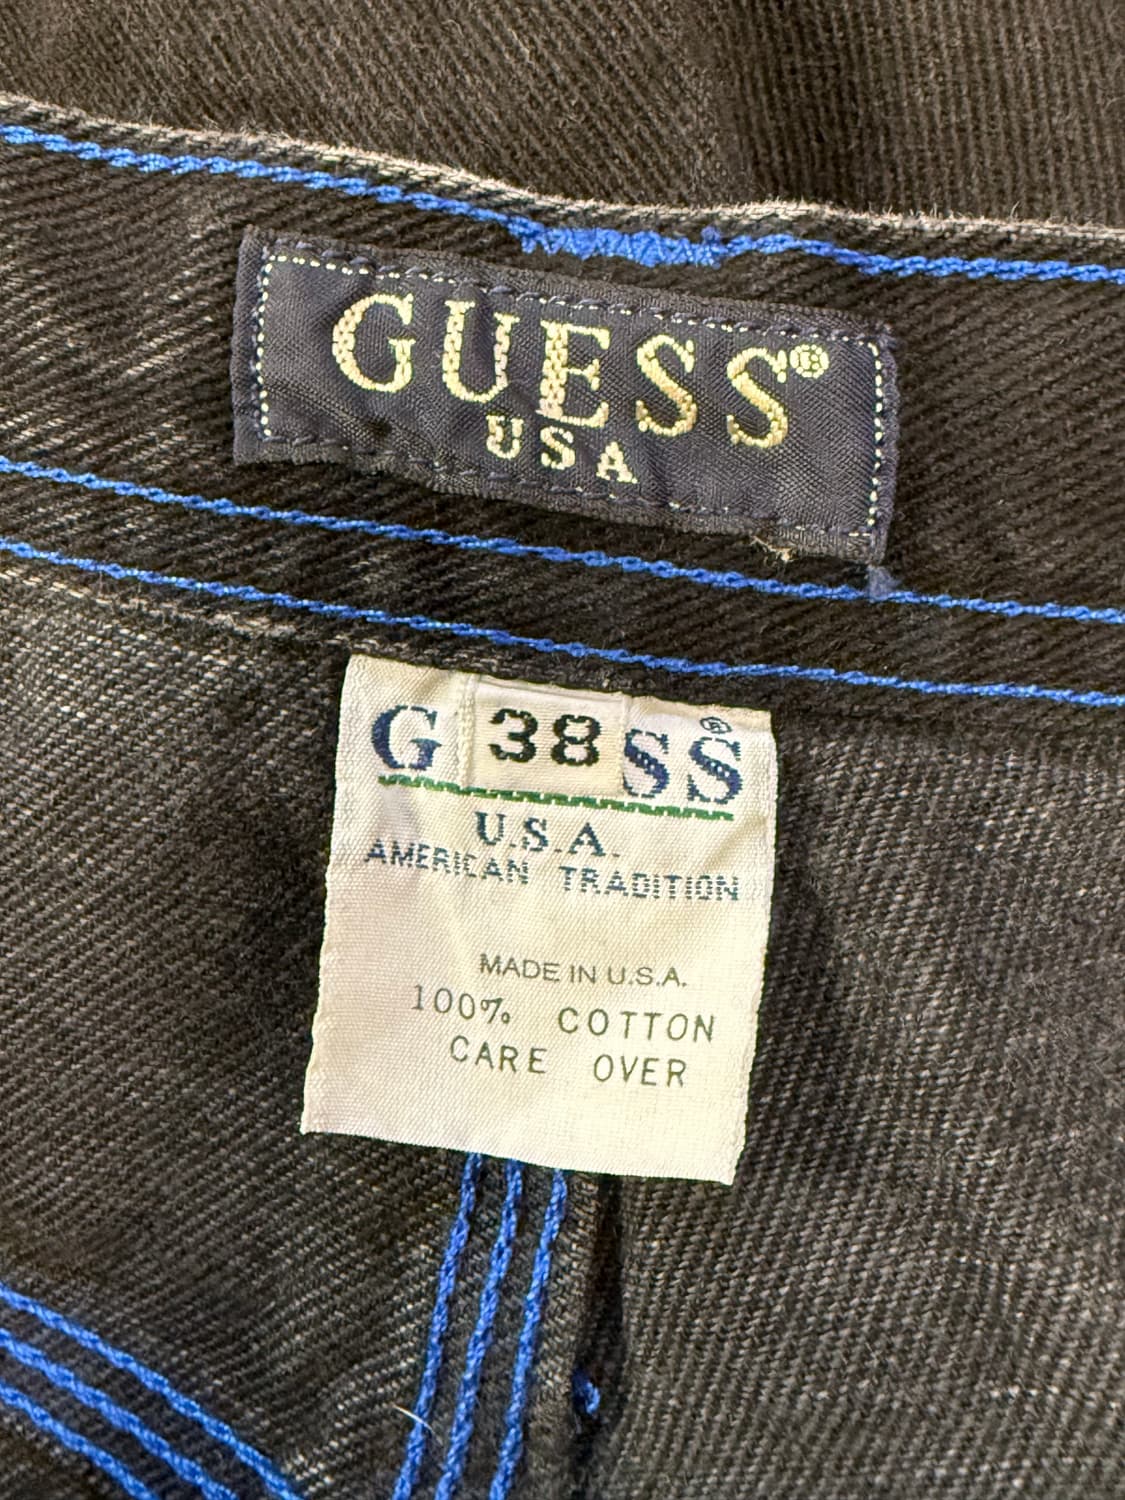 GUESS®
USA
G 38 SS®
U.S.A.
AMERICAN TRADITION
MADE IN U.S.A.
100% COTTON
CARE OVER